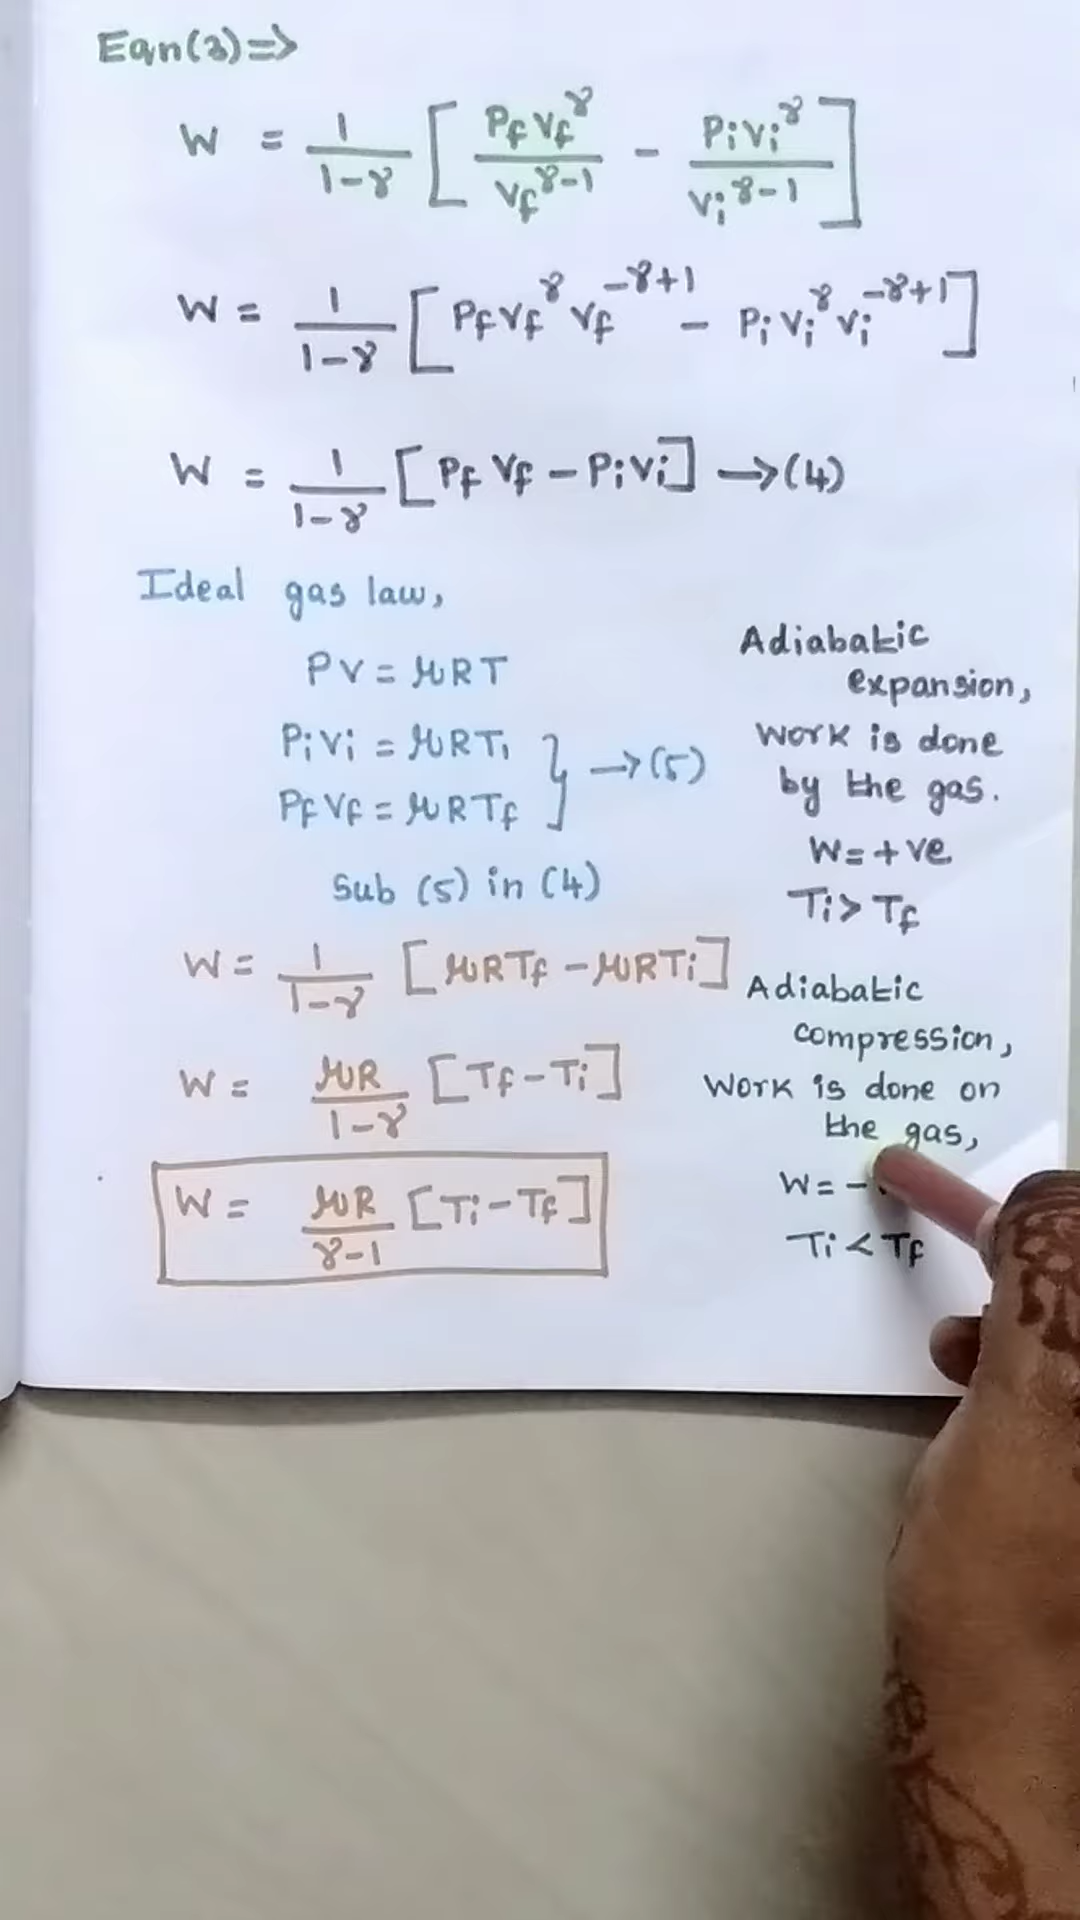 Eqn(3)=>
W = 1/(1-γ) [ PfVf^γ / Vf^γ-1 - PiVi^γ / Vi^γ-1 ]
W = 1/(1-γ) [ PfVf^γ Vf^-γ+1 - PiVi^γ Vi^-γ+1 ]
W = 1/(1-γ) [ PfVf - PiVi ] → (4)
Ideal gas law,
PV = μRT
PiVi = μRTi
PfVf = μRTf } → (5)
Sub (5) in (4)
W = 1/(1-γ) [ μRTf - μRTi ]
W = μR/(1-γ) [ Tf - Ti ]
W = μR/(γ-1) [ Ti - Tf ]
Adiabatic
expansion,
Work is done
by the gas.
W = +ve
Ti > Tf
Adiabatic
compression,
Work is done on
the gas,
W = -
Ti < Tf